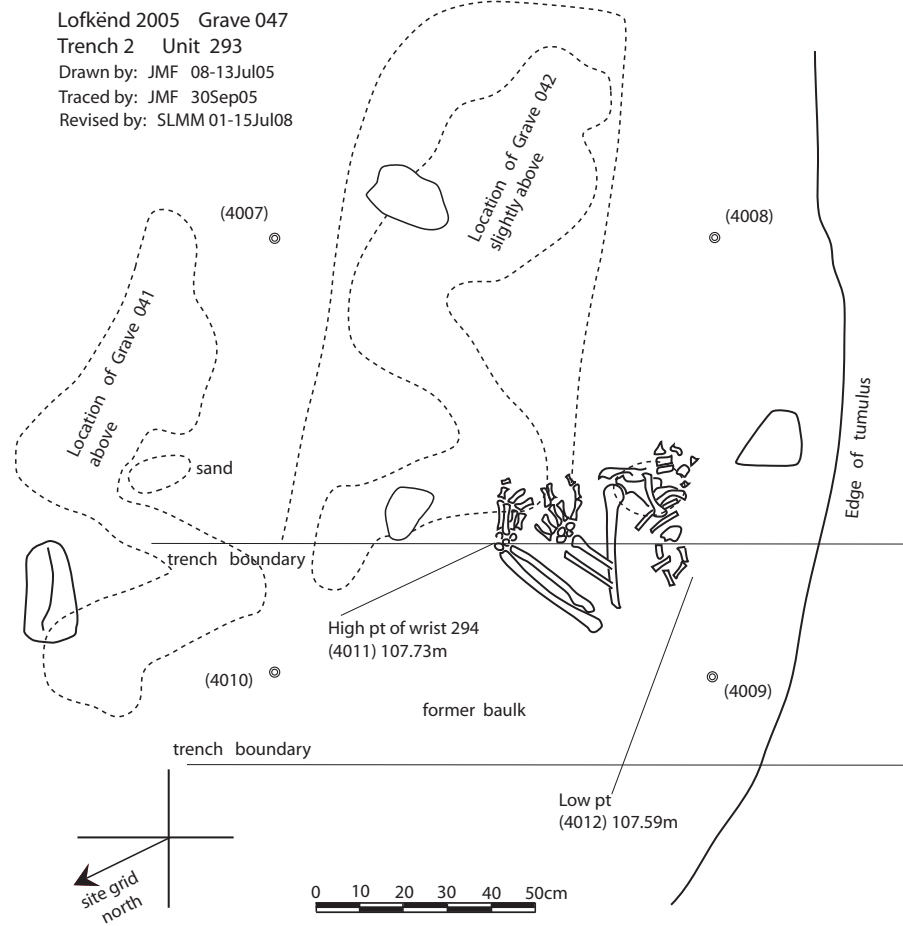 Lofkënd 2005 Grave 047
Trench 2 Unit 293
Drawn by: JMF 08-13Jul05
Traced by: JMF 30Sep05
Revised by: SLMM 01-15Jul08
Location of Grave 042
slightly above
(4007)
(4008)
Location of Grave 041
above
sand
Edge of tumulus
trench boundary
High pt of wrist 294
(4011) 107.73m
(4010)
(4009)
former baulk
trench boundary
Low pt
(4012) 107.59m
site grid
north
0 10 20 30 40 50cm